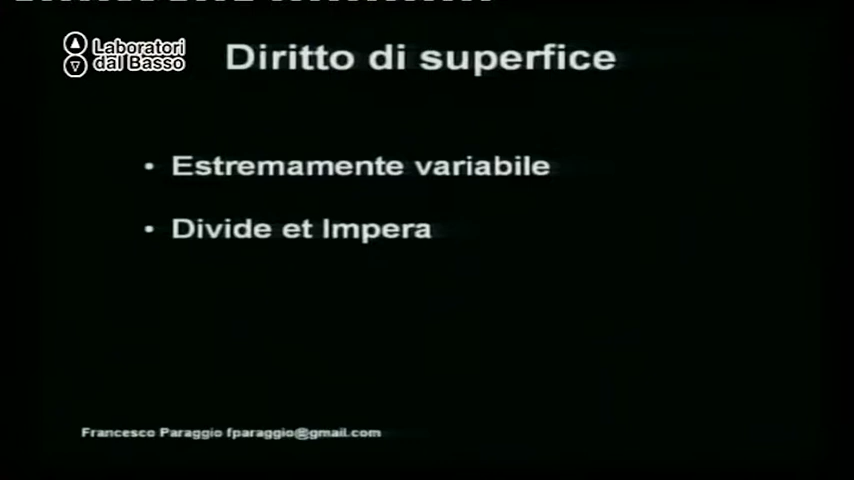 Laboratori
dal Basso
Diritto di superfice
• Estremamente variabile
• Divide et Impera
Francesco Paraggio fparaggio@gmail.com